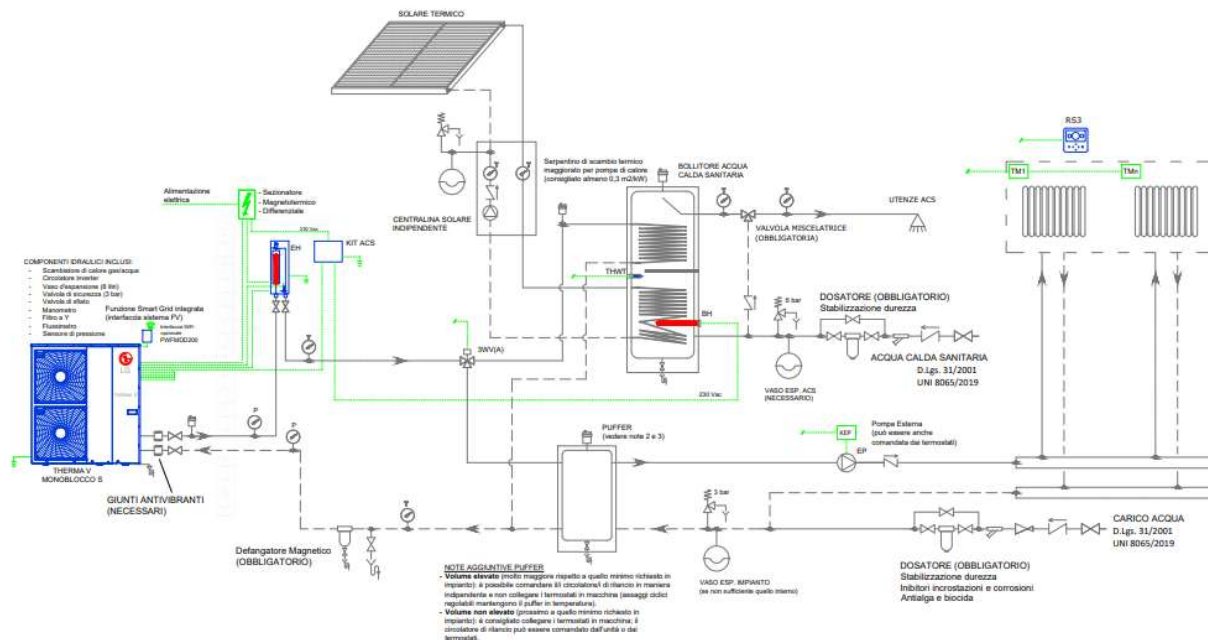 SOLARE TERMICO
RS3
TM1
TMn
Serpentino di scambio termico
maggiorato per pompe di calore
(consigliato almeno 0,3 m2/kW)
BOLLITORE ACQUA
CALDA SANITARIA
Alimentazione
elettrica
- Sezionatore
- Magnetotermico
- Differenziale
T
T
T
T
UTENZE ACS
CENTRALINA SOLARE
INDIPENDENTE
VALVOLA MISCELATRICE
(OBBLIGATORIA)
230 Vac
EH
KIT ACS
COMPONENTI IDRAULICI INCLUSI:
- Scambiatore di calore gas/acqua
- Circolatore inverter
- Vaso d'espansione (8 litri)
- Valvola di sicurezza (3 bar)
- Valvola di sfiato
- Manometro
- Filtro a Y
- Flussimetro
- Sensore di pressione
Funzione Smart Grid integrata
(interfaccia sistema PV)
Interfaccia WiFi
opzionale
PWFMDD200
THWT
BH
6 bar
DOSATORE (OBBLIGATORIO)
Stabilizzazione durezza
T
3WV(A)
ACQUA CALDA SANITARIA
D.Lgs. 31/2001
UNI 8065/2019
VASO ESP. ACS
(NECESSARIO)
230 Vac
LG
P
P
PUFFER
(vedere note 2 e 3)
KEP
EP
Pompa Esterna
(può essere anche
comandata dai termostati)
THERMA V
MONOBLOCCO S
GIUNTI ANTIVIBRANTI
(NECESSARI)
T
3 bar
CARICO ACQUA
D.Lgs. 31/2001
UNI 8065/2019
Defangatore Magnetico
(OBBLIGATORIO)
VASO ESP. IMPIANTO
(se non sufficiente quello interno)
DOSATORE (OBBLIGATORIO)
Stabilizzazione durezza
Inibitori incrostazioni e corrosioni
Antialga e biocida
NOTE AGGIUNTIVE PUFFER
- Volume elevato (molto maggiore rispetto a quello minimo richiesto in
impianto): è possibile comandare il/i circolatore/i di rilancio in maniera
indipendente e non collegare i termostati in macchina (assaggi ciclici
regolabili mantengono il puffer in temperatura).
- Volume non elevato (prossimo a quello minimo richiesto in
impianto): è consigliato collegare i termostati in macchina; il
circolatore di rilancio può essere comandato dall'unità o dai
termostati.